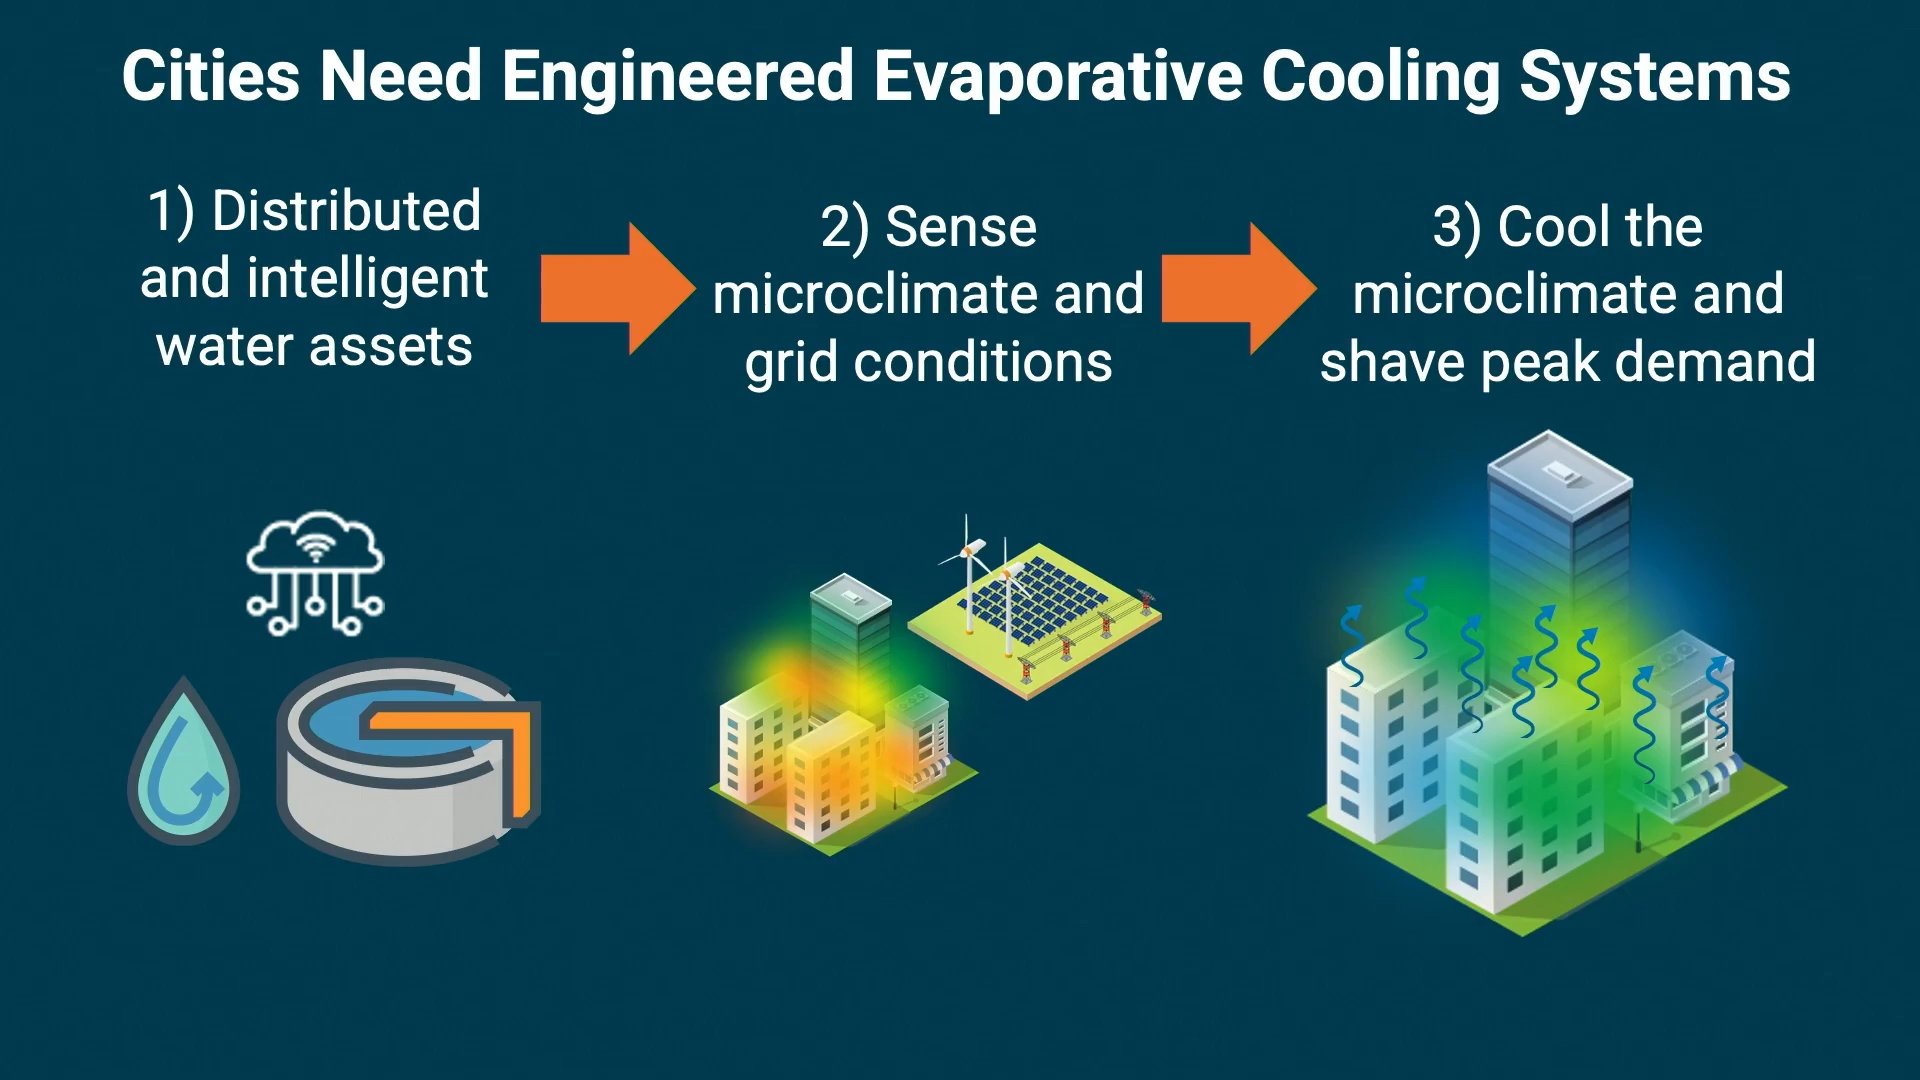 Cities Need Engineered Evaporative Cooling Systems
1) Distributed
and intelligent
water assets
2) Sense
microclimate and
grid conditions
3) Cool the
microclimate and
shave peak demand